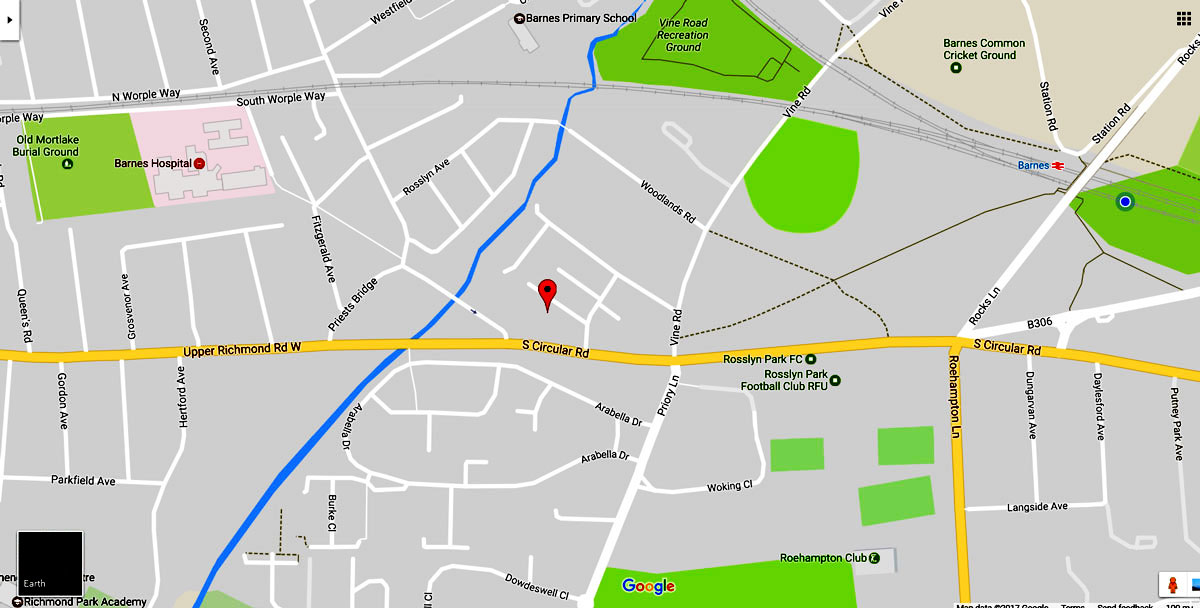 Westfield
Barnes Primary School
Vine Road
Recreation
Ground
Vine
Barnes Common
Cricket Ground
Rocks
Second Ave
N Worple Way
South Worple Way
Vine Rd
Station Rd
Station Rd
orple Way
Old Mortlake
Burial Ground
Barnes Hospital
Barnes
Rosslyn Ave
Woodlands Rd
Fitzgerald Ave
Priests Bridge
Grosvenor Ave
Queen's Rd
Rocks Ln
B306
Vine Rd
Upper Richmond Rd W
S Circular Rd
S Circular Rd
Rosslyn Park FC
Rosslyn Park
Football Club RFU
Gordon Ave
Hertford Ave
Priory Ln
Roehampton Ln
Dungarvan Ave
Daylesford Ave
Putney Park Ave
Arabella Dr
Arabella Dr
Arabella Dr
Parkfield Ave
Woking Cl
Burke Cl
Langside Ave
Roehampton Club
Dowdeswell Cl
Google
Earth
tre
Richmond Park Academy
Map data ©2017 Google
Terms
Send feedback
100 m